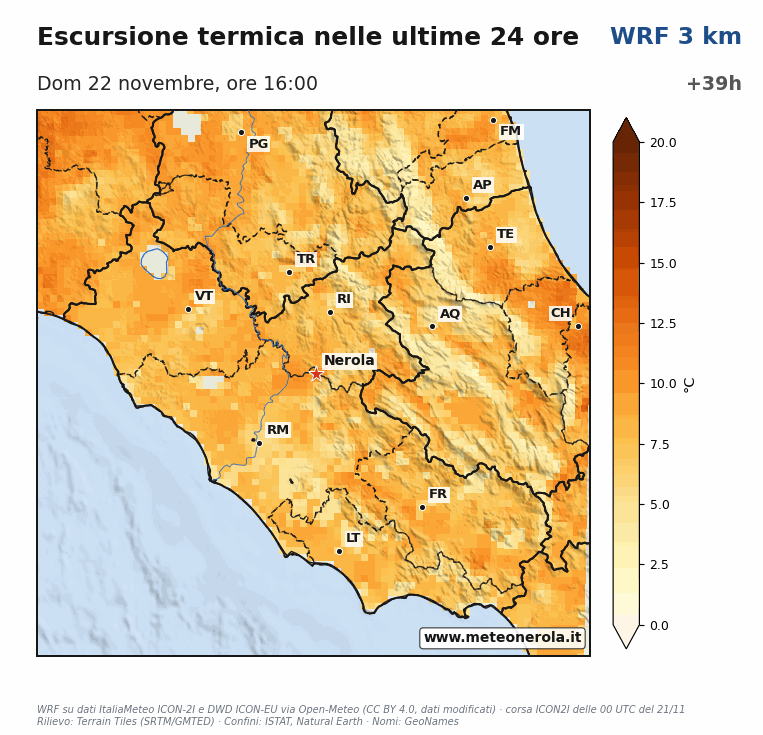 Escursione termica nelle ultime 24 ore WRF 3 km
Dom 22 novembre, ore 16:00 +39h
FM
PG
AP
TE
TR
VT
RI
AQ
CH
Nerola
RM
FR
LT
www.meteonerola.it
20.0
17.5
15.0
12.5
10.0
7.5
5.0
2.5
0.0
°C
WRF su dati ItaliaMeteo ICON-2I e DWD ICON-EU via Open-Meteo (CC BY 4.0, dati modificati) · corsa ICON2I delle 00 UTC del 21/11
Rilievo: Terrain Tiles (SRTM/GMTED) · Confini: ISTAT, Natural Earth · Nomi: GeoNames